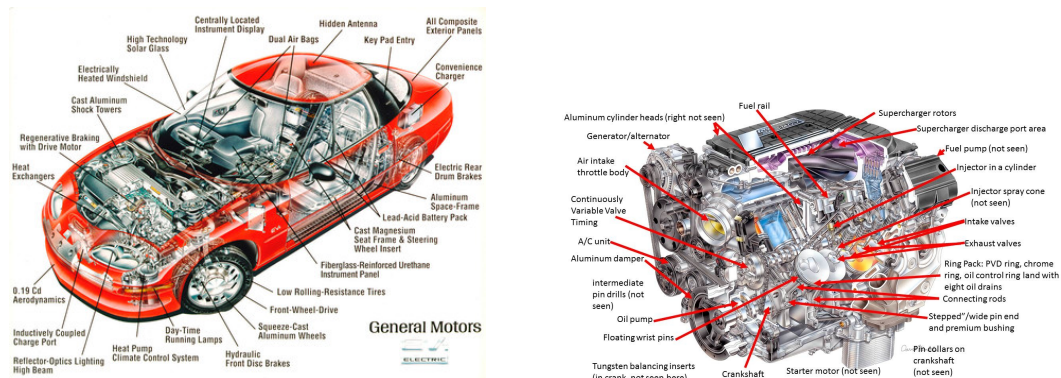 Centrally Located
Instrument Display
Hidden Antenna
All Composite
Exterior Panels
High Technology
Solar Glass
Dual Air Bags
Key Pad Entry
Convenience
Charger
Electrically
Heated Windshield
Cast Aluminum
Shock Towers
Regenerative Braking
with Drive Motor
Heat
Exchangers
Electric Rear
Drum Brakes
Aluminum
Space-Frame
Lead-Acid Battery Pack
Cast Magnesium
Seat Frame & Steering
Wheel Insert
Fiberglass-Reinforced Urethane
Instrument Panel
Low Rolling-Resistance Tires
Front-Wheel-Drive
0.19 Cd
Aerodynamics
Squeeze-Cast
Aluminum Wheels
Inductively Coupled
Charge Port
Day-Time
Running Lamps
Heat Pump
Climate Control System
Hydraulic
Front Disc Brakes
Reflector-Optics Lighting
High Beam
General Motors
ELECTRIC
Fuel rail
Aluminum cylinder heads (right not seen)
Supercharger rotors
Generator/alternator
Supercharger discharge port area
Fuel pump (not seen)
Air intake
throttle body
Injector in a cylinder
Injector spray cone
(not seen)
Continuously
Variable Valve
Timing
Intake valves
Exhaust valves
A/C unit
Aluminum damper
Ring Pack: PVD ring, chrome
ring, oil control ring land with
eight oil drains
intermediate
pin drills (not
seen)
Connecting rods
Oil pump
Stepped"/wide pin end
and premium bushing
Floating wrist pins
Pin collars on
crankshaft
(not seen)
Tungsten balancing inserts
(in crank, not seen here)
Crankshaft
Starter motor (not seen)